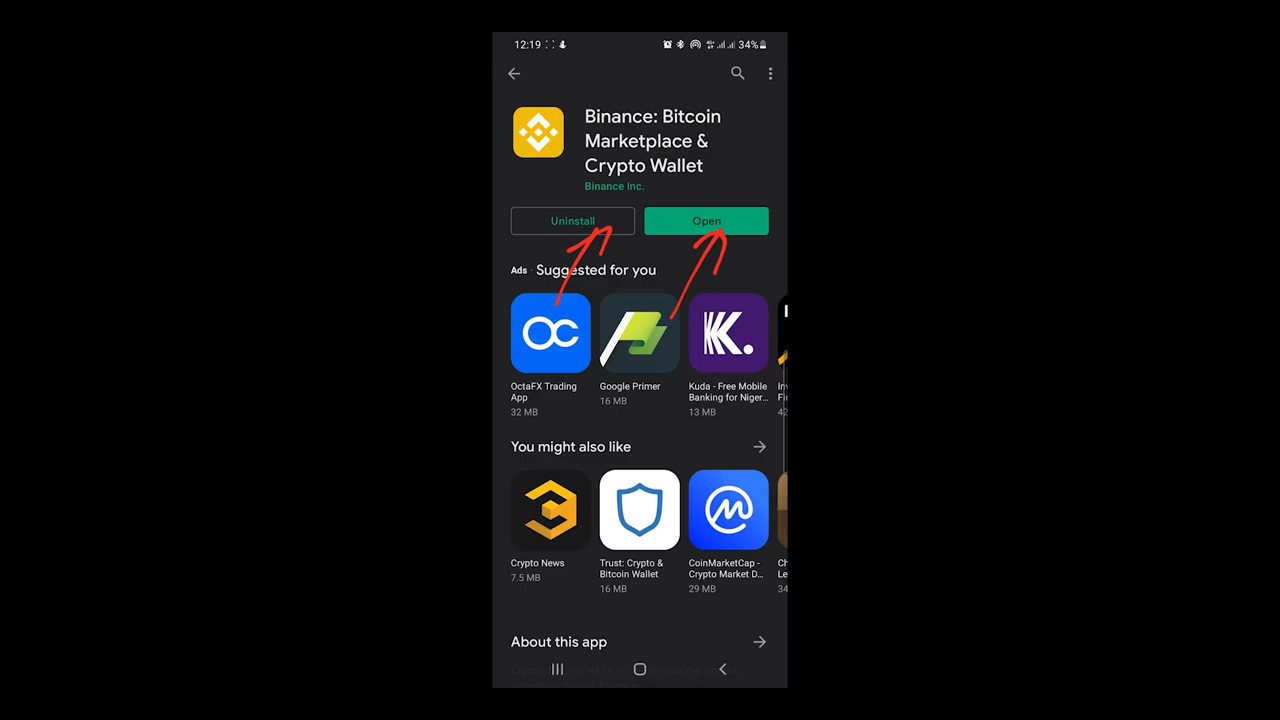 12:19
34%
Binance: Bitcoin
Marketplace &
Crypto Wallet
Binance Inc.
Uninstall
Open
Ads · Suggested for you
OC
K.
OctaFX Trading
App
32 MB
Google Primer
16 MB
Kuda - Free Mobile
Banking for Niger...
13 MB
You might also like
Crypto News
7.5 MB
Trust: Crypto &
Bitcoin Wallet
16 MB
CoinMarketCap -
Crypto Market D...
29 MB
About this app